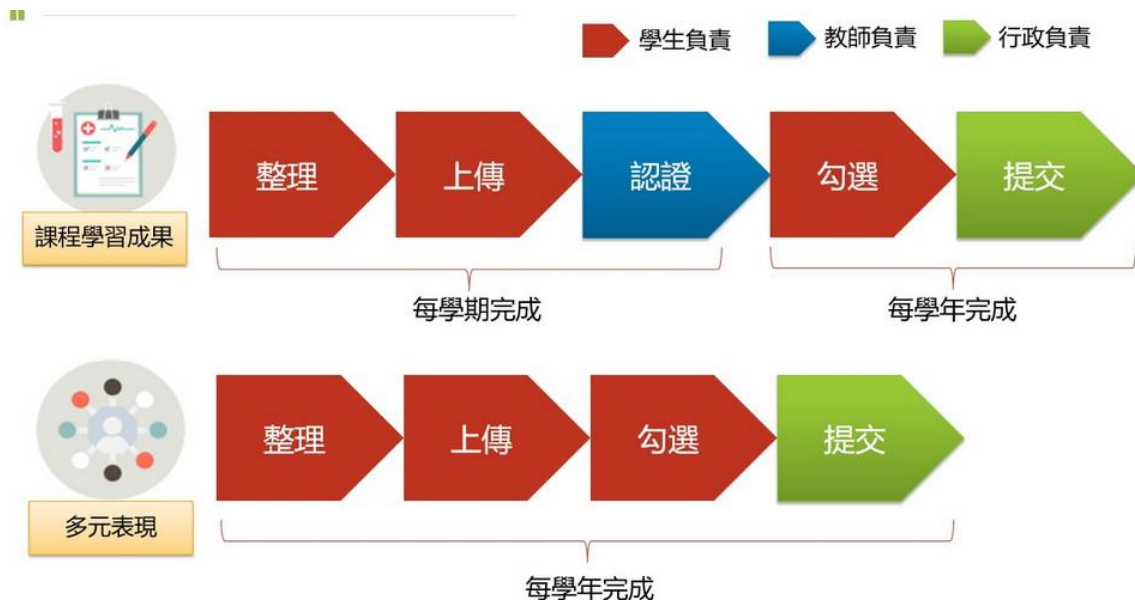 學生負責
教師負責
行政負責
整理
上傳
認證
勾選
提交
課程學習成果
每學期完成
每學年完成
整理
上傳
勾選
提交
多元表現
每學年完成